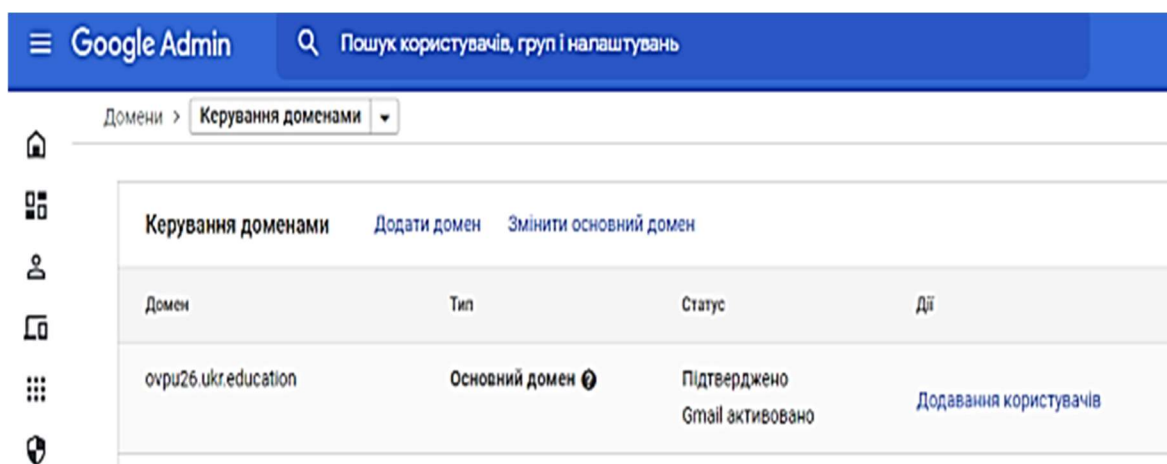 Google Admin
Пошук користувачів, груп і налаштувань
Домени > Керування доменами
Керування доменами Додати домен Змінити основний домен
Домен Тип Статус Дії
ovpu26.ukr.education Основний домен Підтверджено Додавання користувачів
Gmail активовано